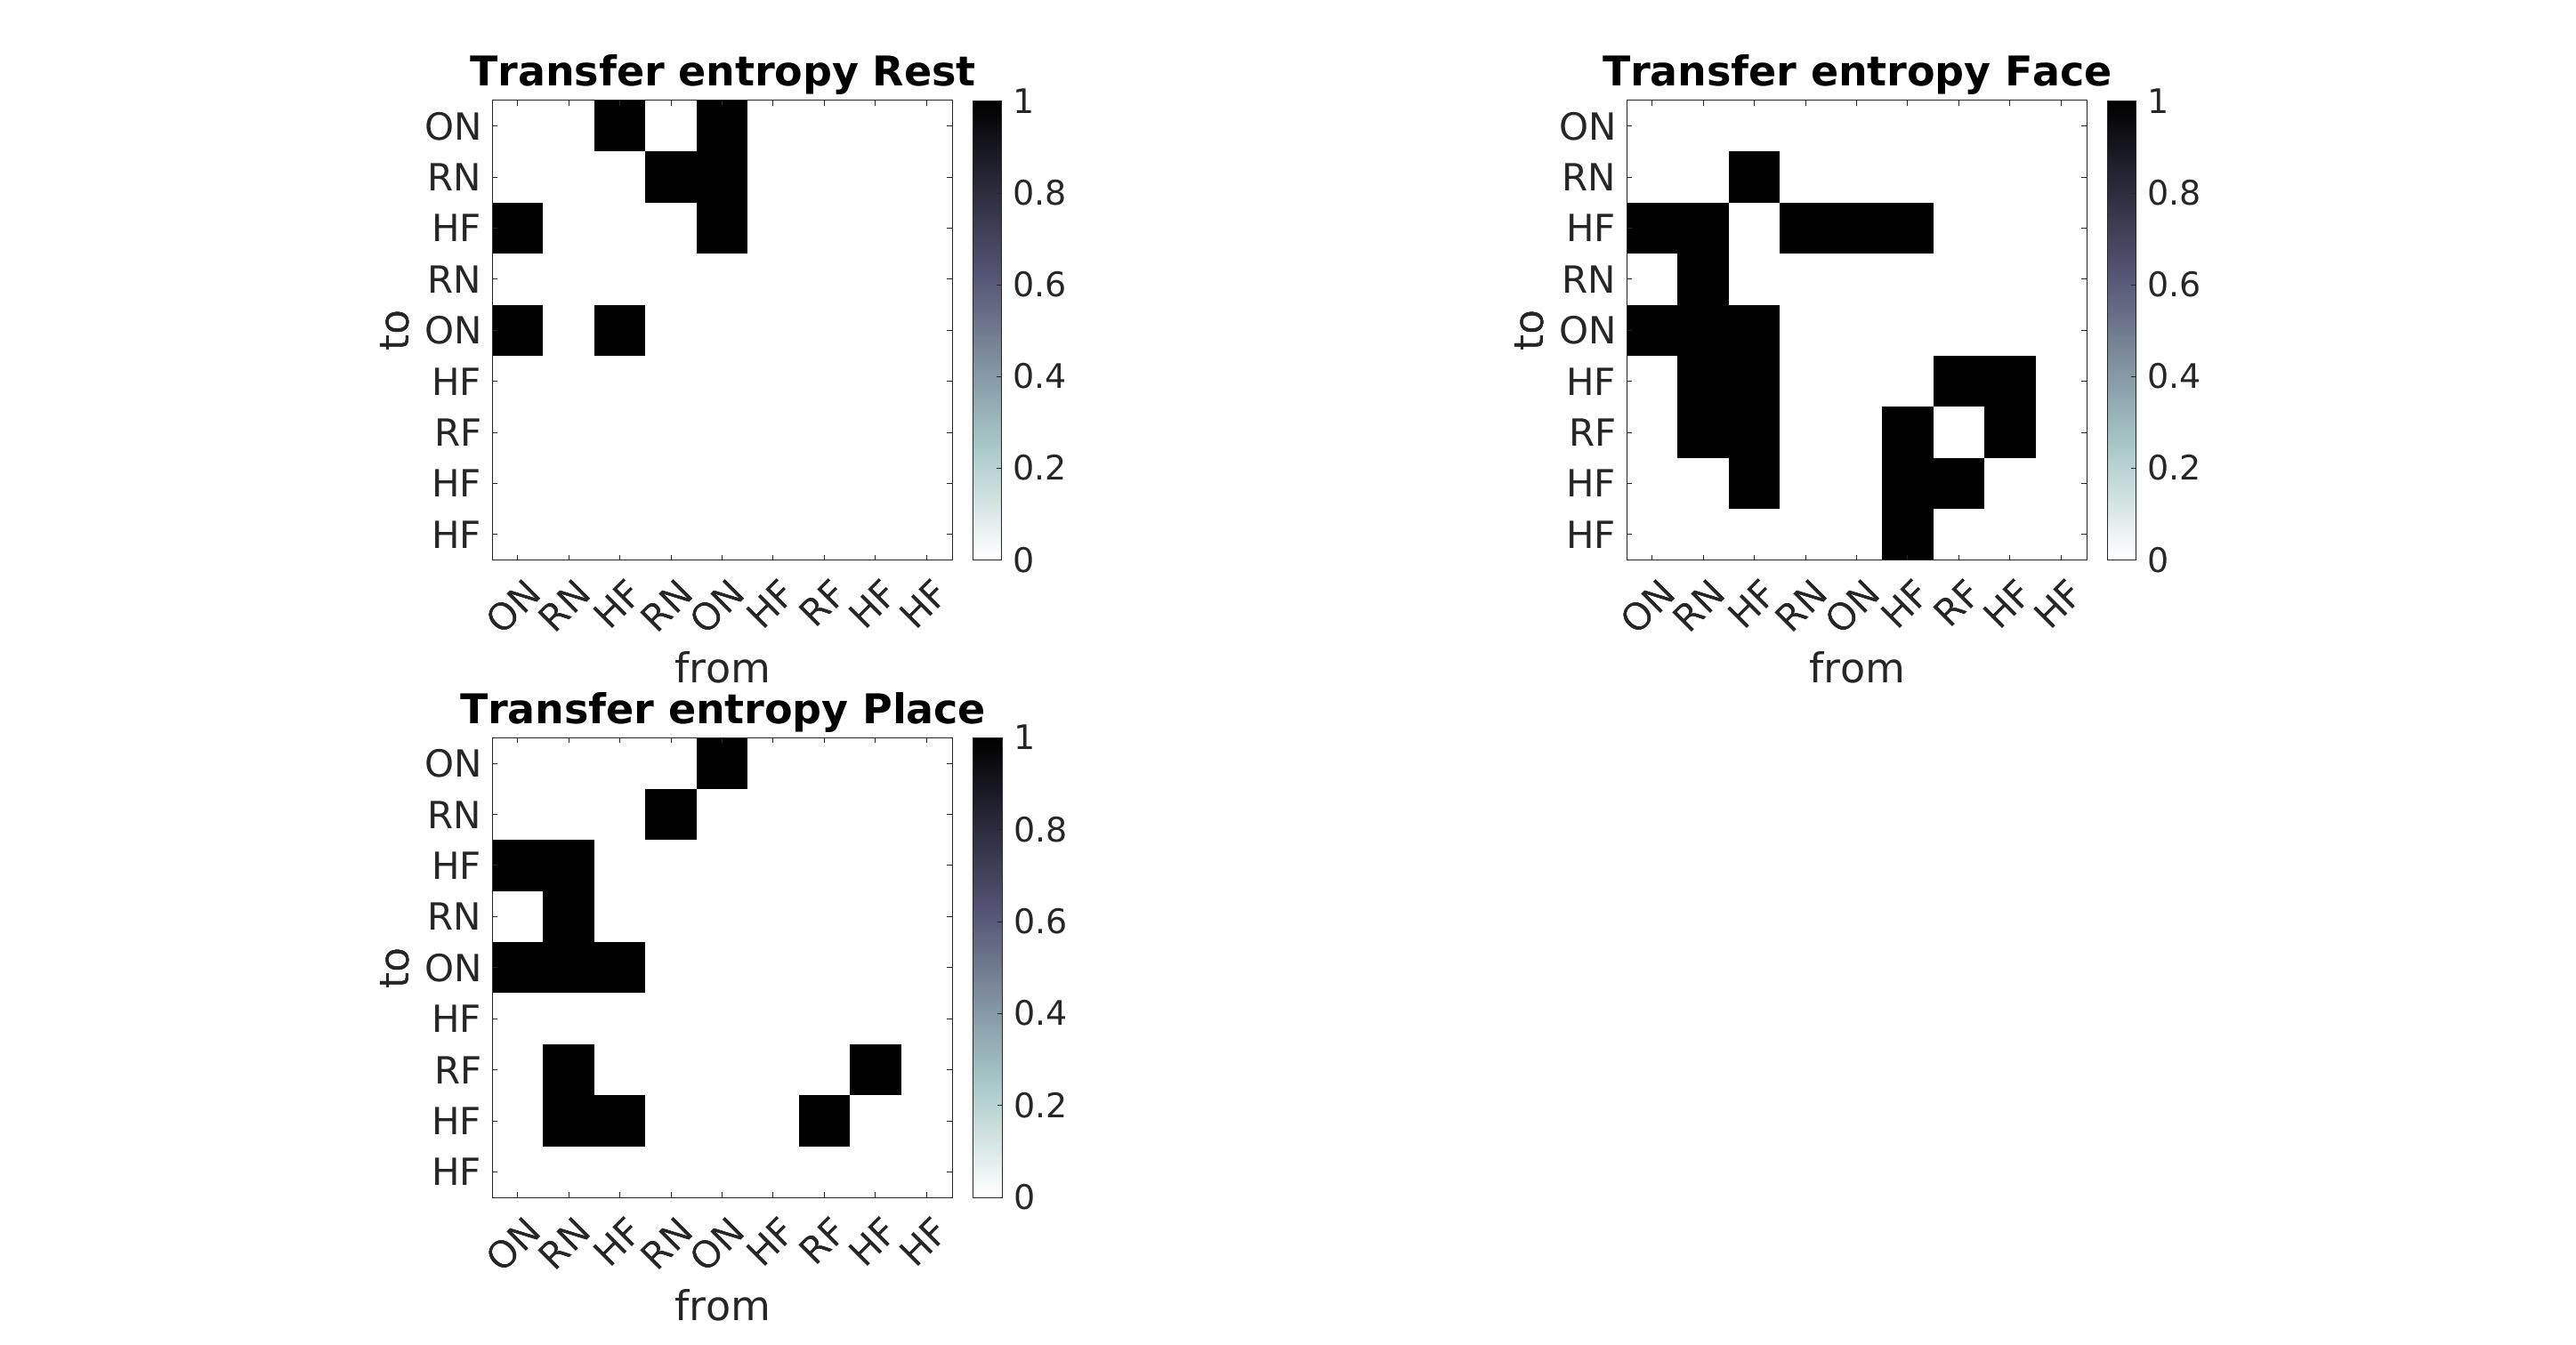 Transfer entropy Rest
ON
RN
HF
RN
ON
HF
RF
HF
HF
to
ON RN HF RN ON HF RF HF HF
from
1
0.8
0.6
0.4
0.2
0
Transfer entropy Face
ON
RN
HF
RN
ON
HF
RF
HF
HF
to
ON RN HF RN ON HF RF HF HF
from
1
0.8
0.6
0.4
0.2
0
Transfer entropy Place
ON
RN
HF
RN
ON
HF
RF
HF
HF
to
ON RN HF RN ON HF RF HF HF
from
1
0.8
0.6
0.4
0.2
0